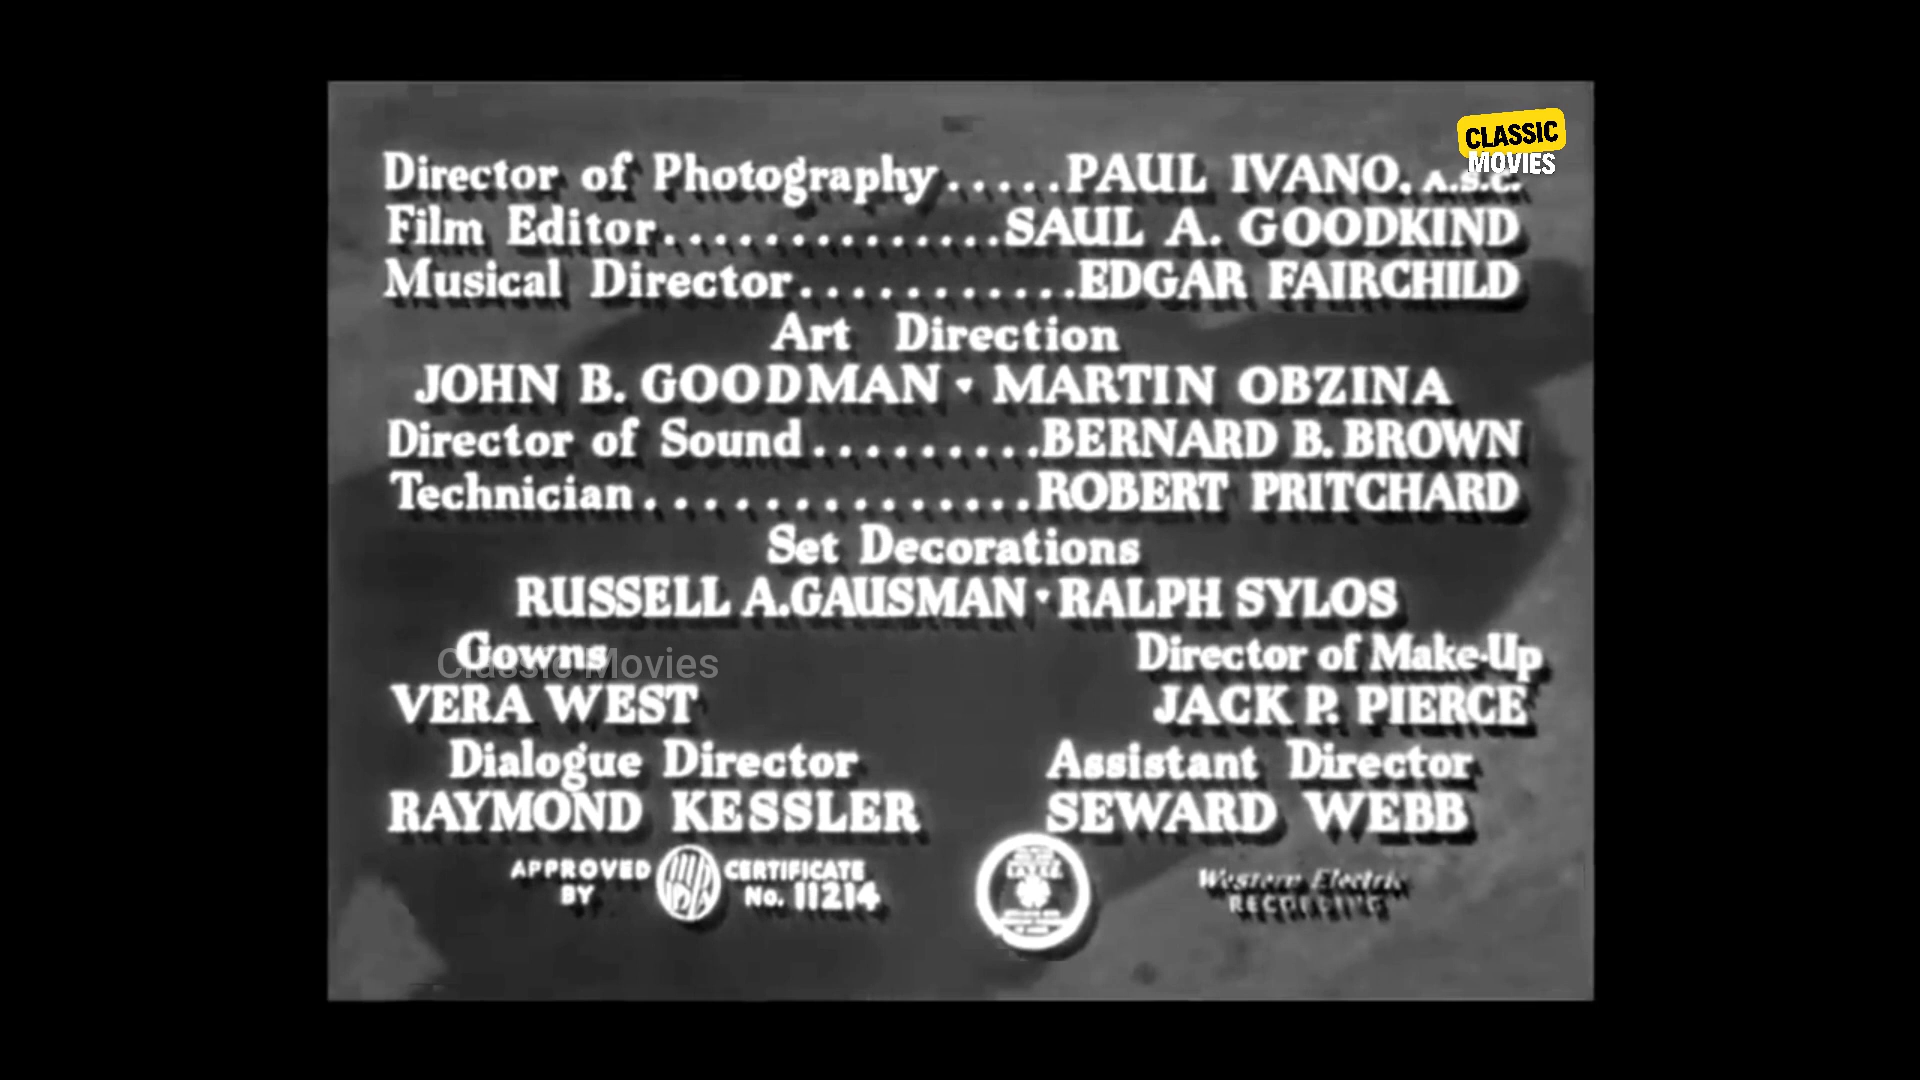 CLASSIC
MOVIES
Director of Photography.....PAUL IVANO, A.S.C.
Film Editor..............SAUL A. GOODKIND
Musical Director...........EDGAR FAIRCHILD
Art Direction
JOHN B. GOODMAN • MARTIN OBZINA
Director of Sound.........BERNARD B. BROWN
Technician...............ROBERT PRITCHARD
Set Decorations
RUSSELL A. GAUSMAN • RALPH SYLOS
Gowns Director of Make-Up
Classic Movies
VERA WEST JACK P. PIERCE
Dialogue Director Assistant Director
RAYMOND KESSLER SEWARD WEBB
APPROVED BY CERTIFICATE No. 11214
Western Electric
RECORDING